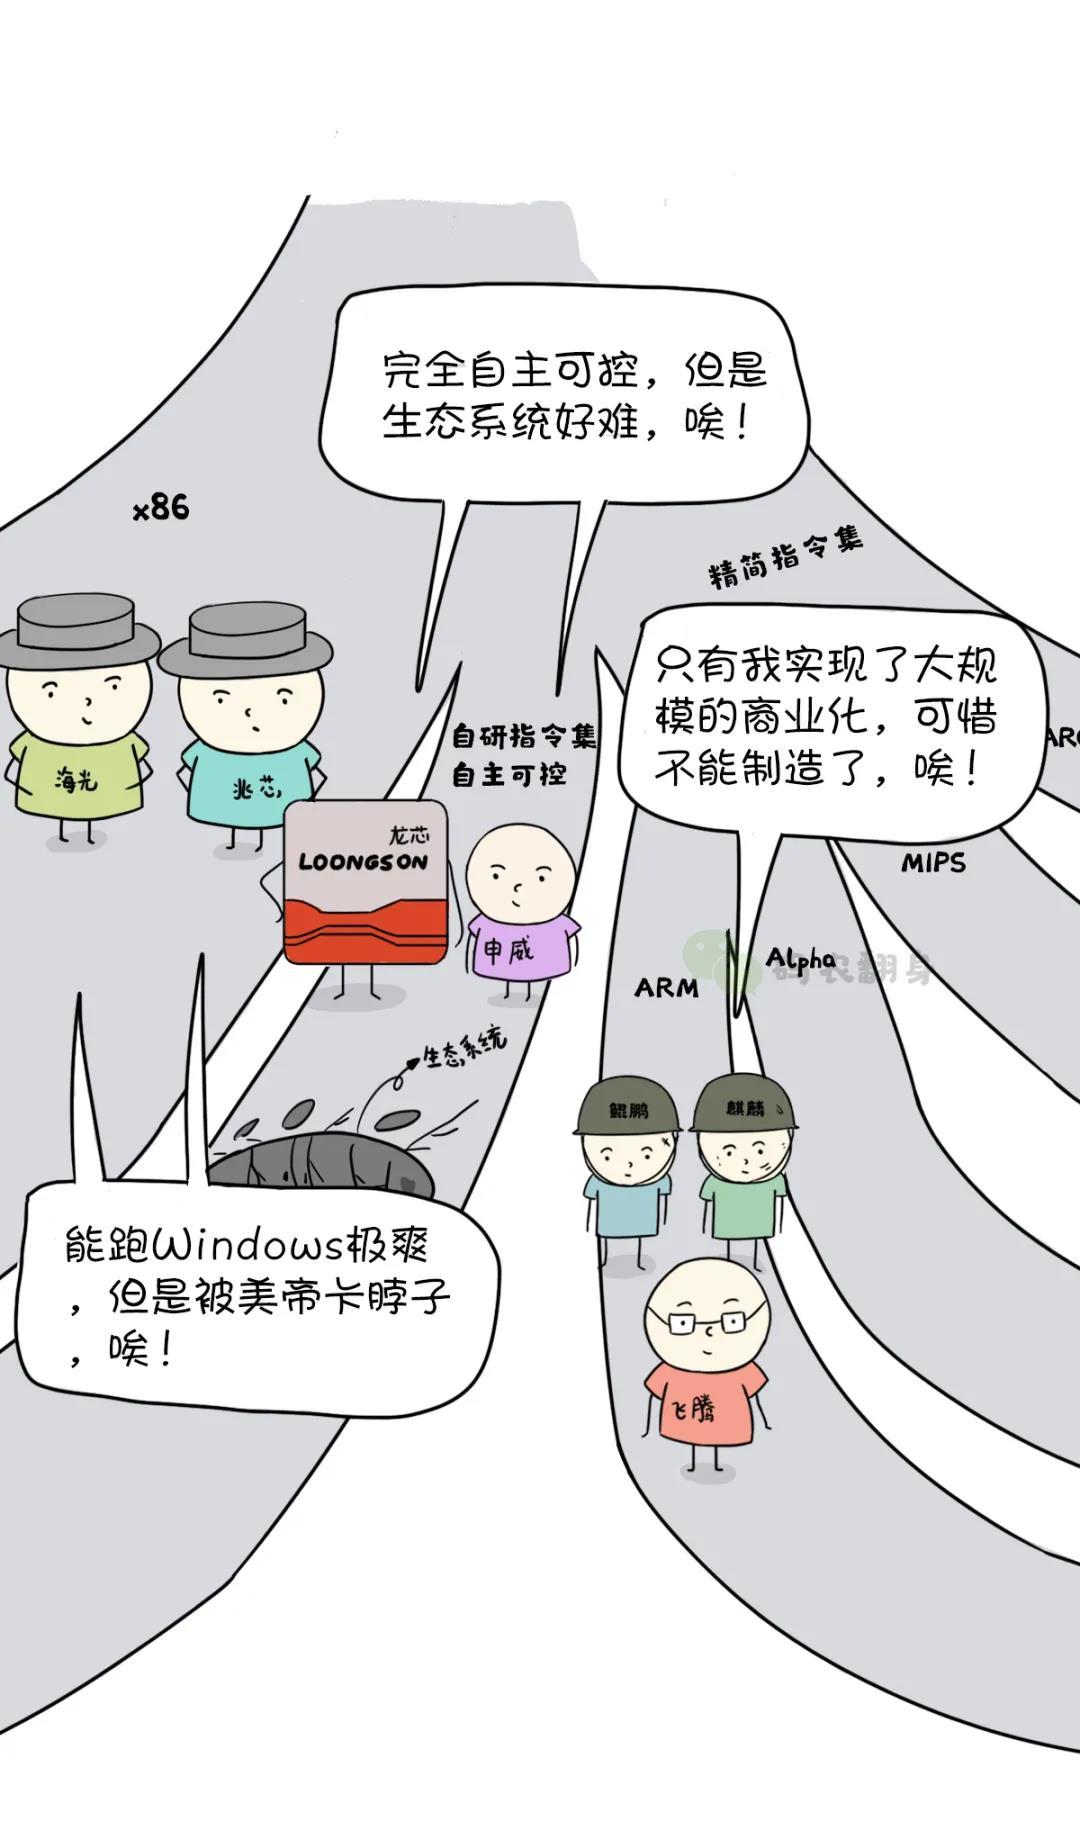 完全自主可控，但是
生态系统好难，唉！
x86
精简指令集
只有我实现了大规
模的商业化，可惜
不能制造了，唉！
自研指令集
自主可控
海光
兆芯
龙芯
LOONGSON
申威
MIPS
Alpha
ARM
码农翻身
生态系统
鲲鹏
麒麟
能跑Windows极爽
，但是被美帝卡脖子
，唉！
飞腾